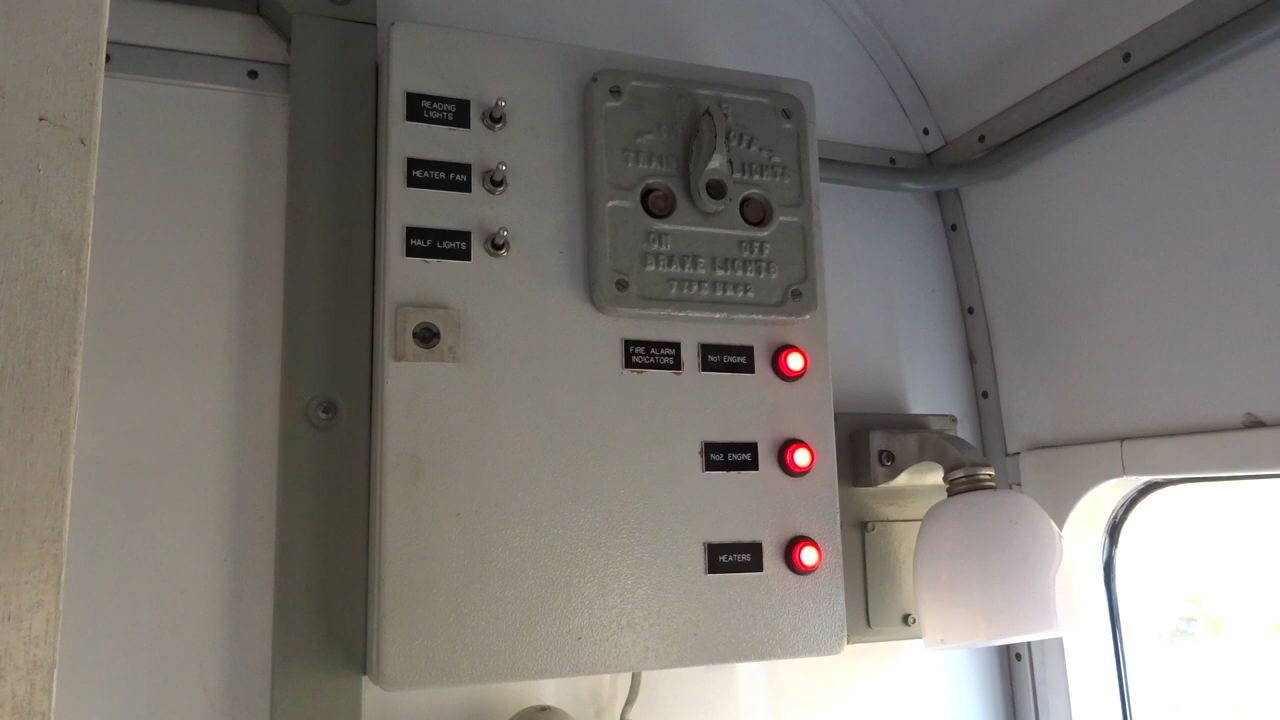 READING
LIGHTS
HEATER FAN
HALF LIGHTS
TRAIN LIGHTS
ON OFF
BRAKE LIGHTS
FIRE ALARM
INDICATORS
No1 ENGINE
No2 ENGINE
HEATERS